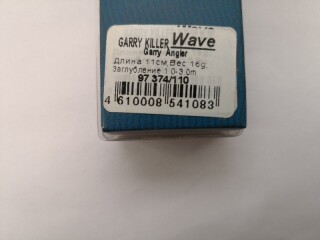 GARRY KILLER Wave
Garry Angler
Длина 11см,Вес 16g.
Заглубление 1.0-3.0m
97 374/110
4 610008 541083